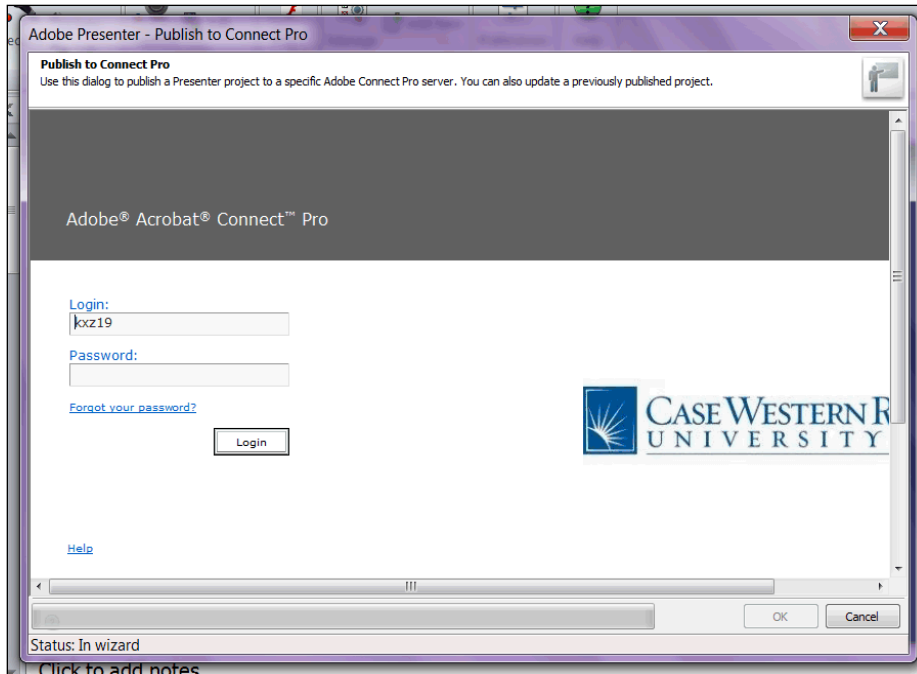 Adobe Presenter - Publish to Connect Pro
Publish to Connect Pro
Use this dialog to publish a Presenter project to a specific Adobe Connect Pro server. You can also update a previously published project.
Adobe® Acrobat® Connect™ Pro
Login:
kxz19
Password:
Forgot your password?
Login
CASE WESTERN R
UNIVERSITY
Help
OK
Cancel
Status: In wizard
Click to add notes